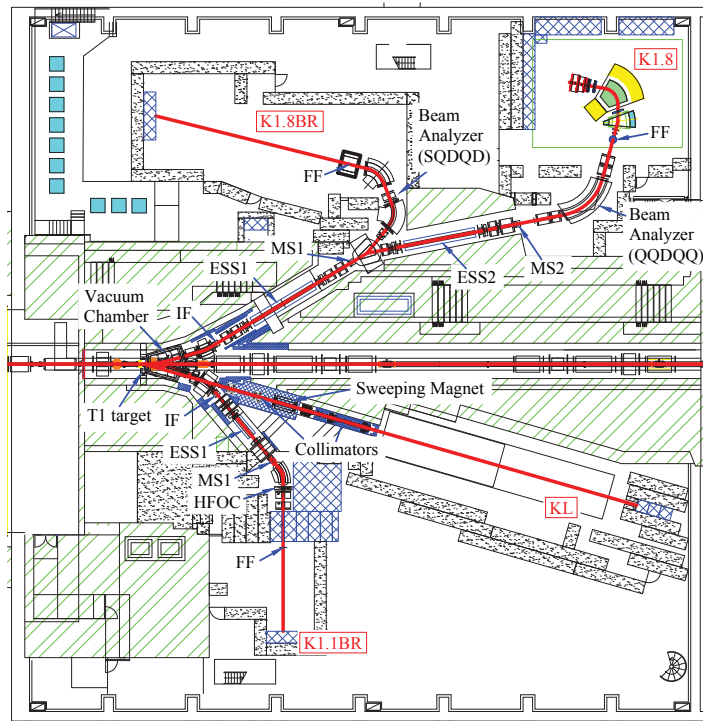 K1.8
K1.8BR
Beam
Analyzer
(SQDQD)
FF
FF
MS1
ESS1
Beam
Analyzer
(QQDQQ)
MS2
ESS2
Vacuum
Chamber
IF
T1 target
IF
Sweeping Magnet
ESS1
Collimators
MS1
HFOC
KL
FF
K1.1BR